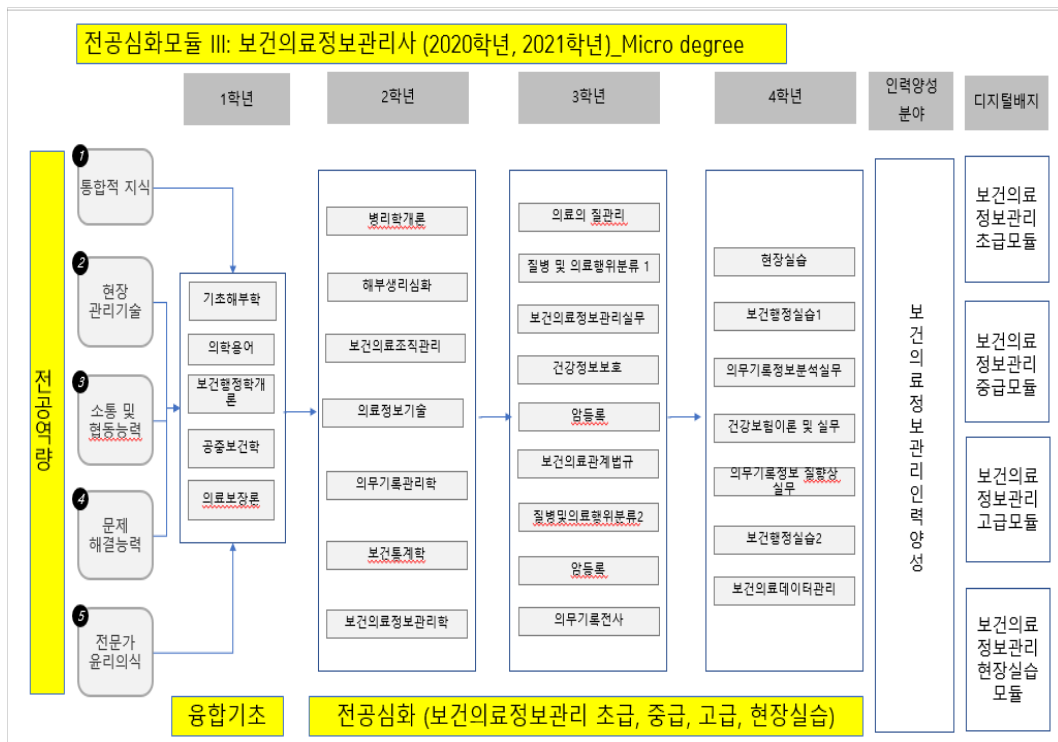 전공심화모듈 III: 보건의료정보관리사 (2020학년, 2021학년)_Micro degree
1학년
2학년
3학년
4학년
인력양성
분야
디지털배지
전공역량
1
통합적 지식
2
현장
관리기술
3
소통 및
협동능력
4
문제
해결능력
5
전문가
윤리의식
기초해부학
의학용어
보건행정학개
론
공중보건학
의료보장론
병리학개론
해부생리심화
보건의료조직관리
의료정보기술
의무기록관리학
보건통계학
보건의료정보관리학
의료의 질관리
질병 및 의료행위분류 1
보건의료정보관리실무
건강정보보호
암등록
보건의료관계법규
질병및의료행위분류2
암등록
의무기록전사
현장실습
보건행정실습1
의무기록정보분석실무
건강보험이론 및 실무
의무기록정보 질향상
실무
보건행정실습2
보건의료데이터관리
보건의료정보관리인력양성
보건의료
정보관리
초급모듈
보건의료
정보관리
중급모듈
보건의료
정보관리
고급모듈
보건의료
정보관리
현장실습
모듈
융합기초
전공심화 (보건의료정보관리 초급, 중급, 고급, 현장실습)